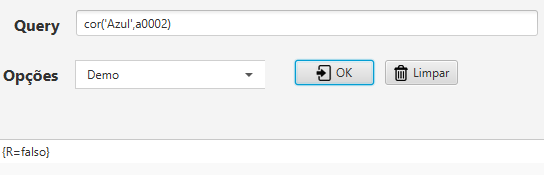 Query cor('Azul',a0002)
Opções Demo OK Limpar
{R=falso}